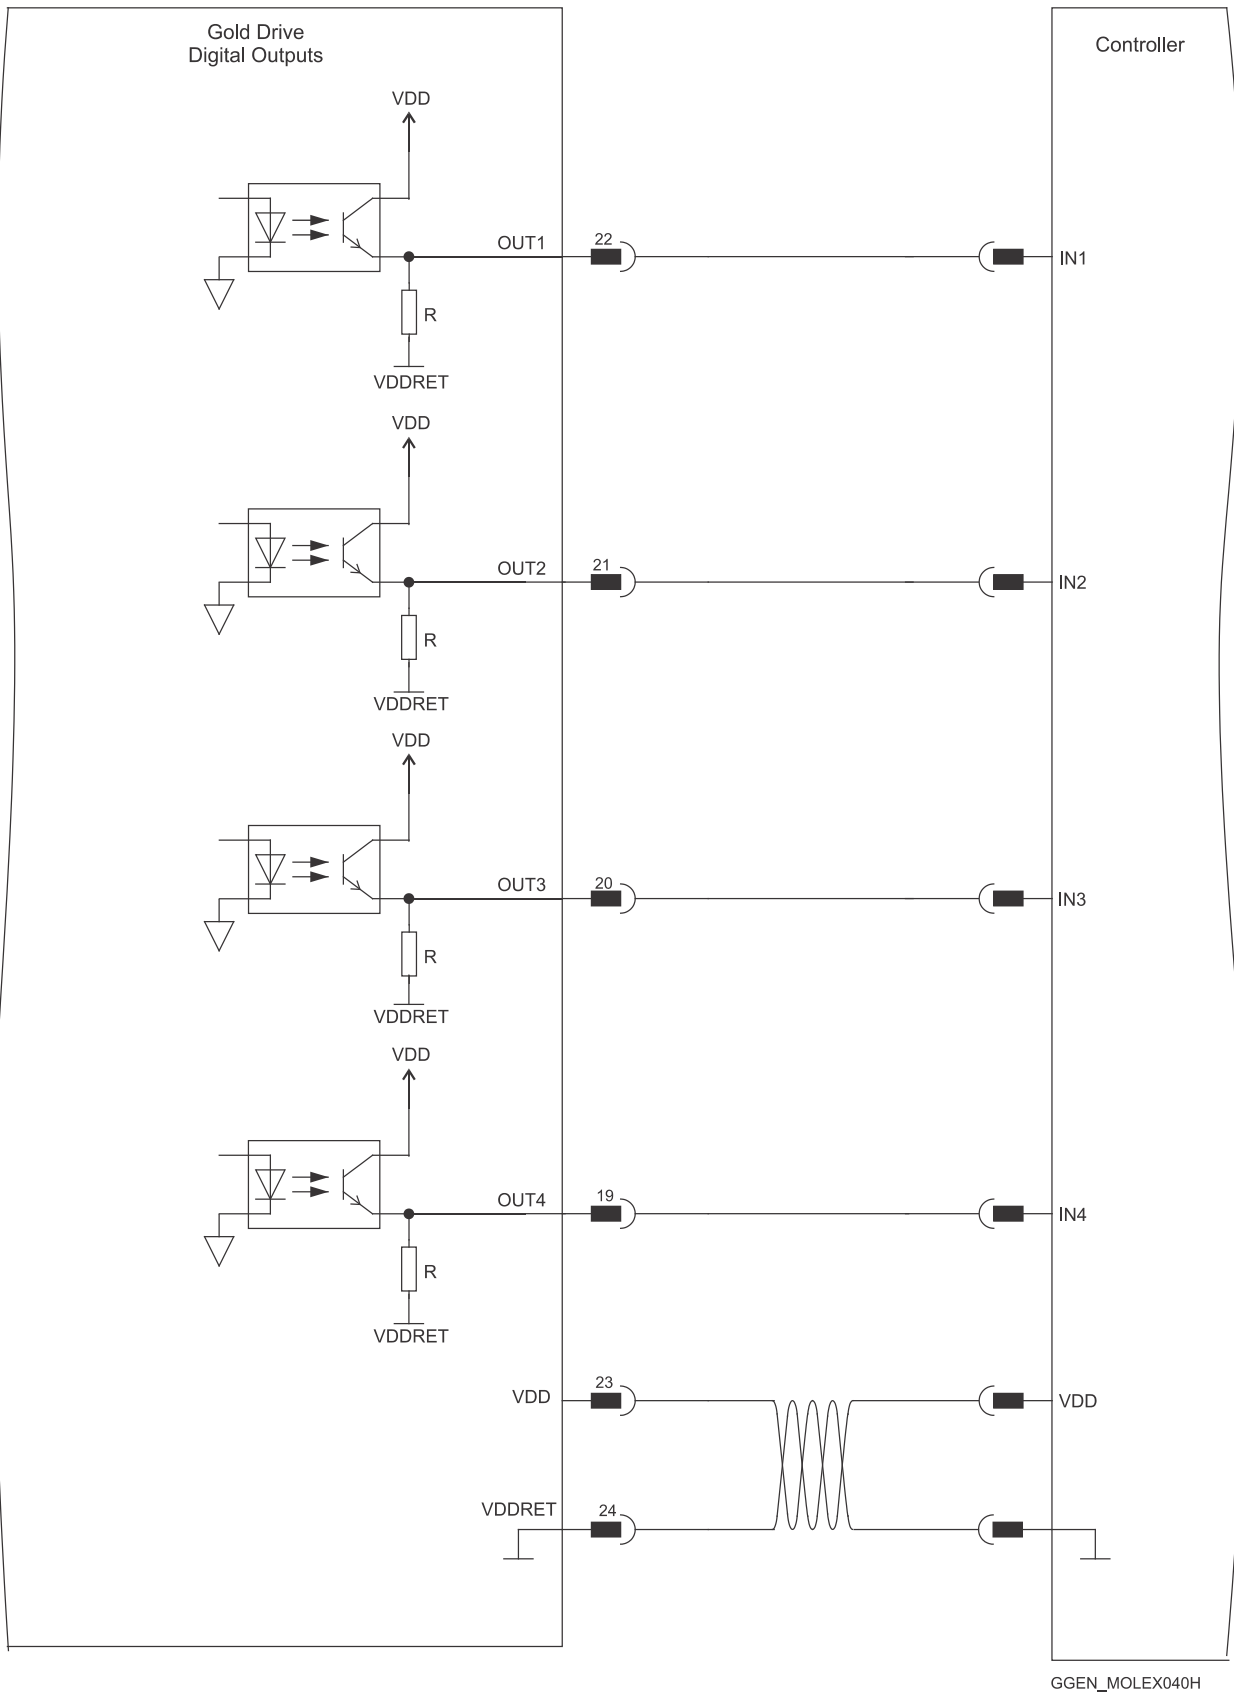 Gold Drive
Digital Outputs
Controller
VDD
OUT1
22
IN1
R
VDDRET
VDD
OUT2
21
IN2
R
VDDRET
VDD
OUT3
20
IN3
R
VDDRET
VDD
OUT4
19
IN4
R
VDDRET
VDD
23
VDD
VDDRET
24
GGEN_MOLEX040H